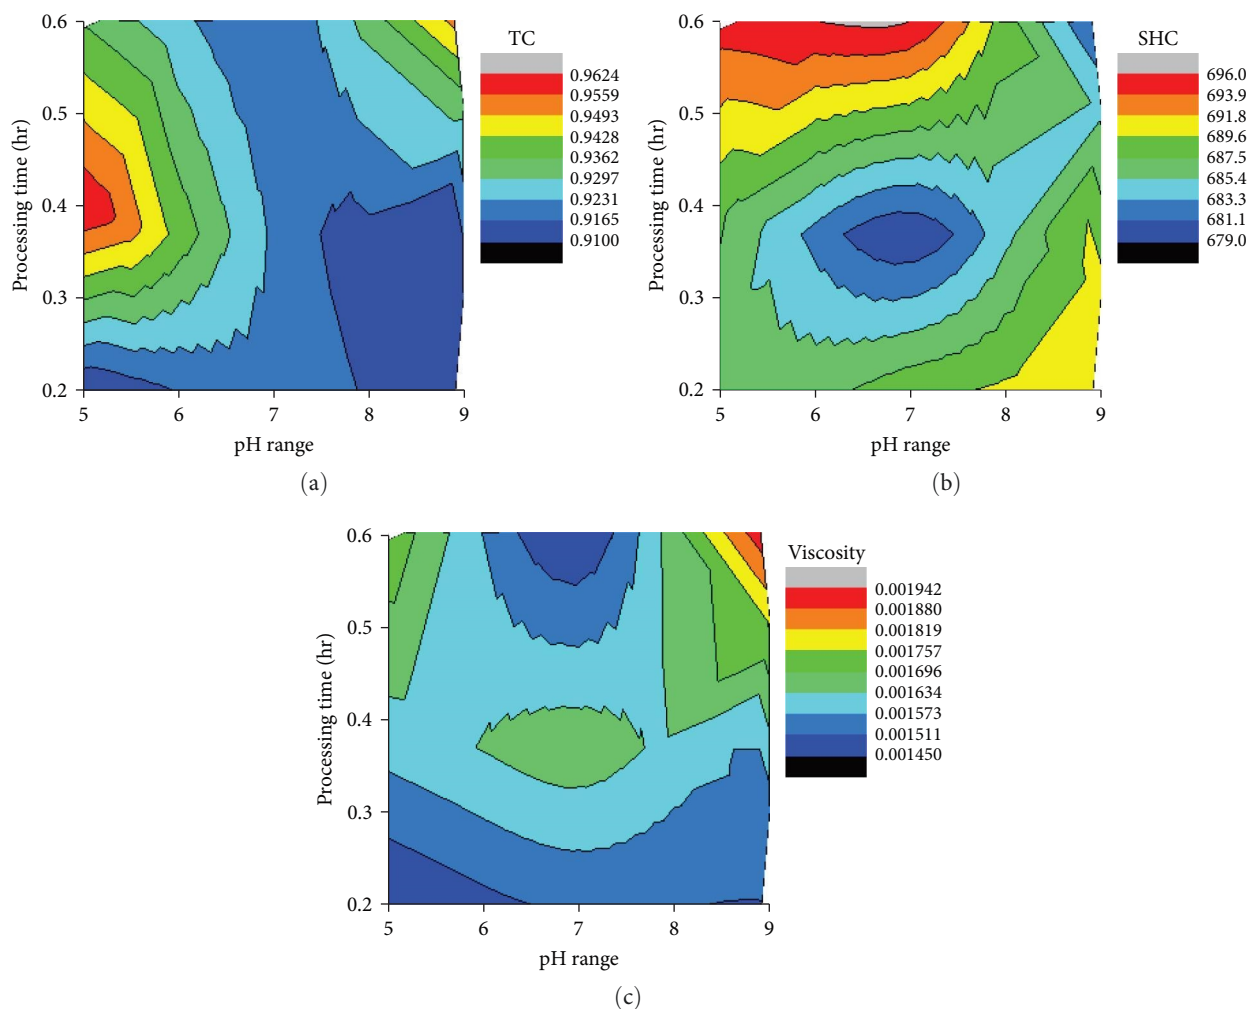 TC
0.9624
0.9559
0.9493
0.9428
0.9362
0.9297
0.9231
0.9165
0.9100
Processing time (hr)
0.6
0.5
0.4
0.3
0.2
5 6 7 8 9
pH range
(a)
SHC
696.0
693.9
691.8
689.6
687.5
685.4
683.3
681.1
679.0
Processing time (hr)
0.6
0.5
0.4
0.3
0.2
5 6 7 8 9
pH range
(b)
Viscosity
0.001942
0.001880
0.001819
0.001757
0.001696
0.001634
0.001573
0.001511
0.001450
Processing time (hr)
0.6
0.5
0.4
0.3
0.2
5 6 7 8 9
pH range
(c)